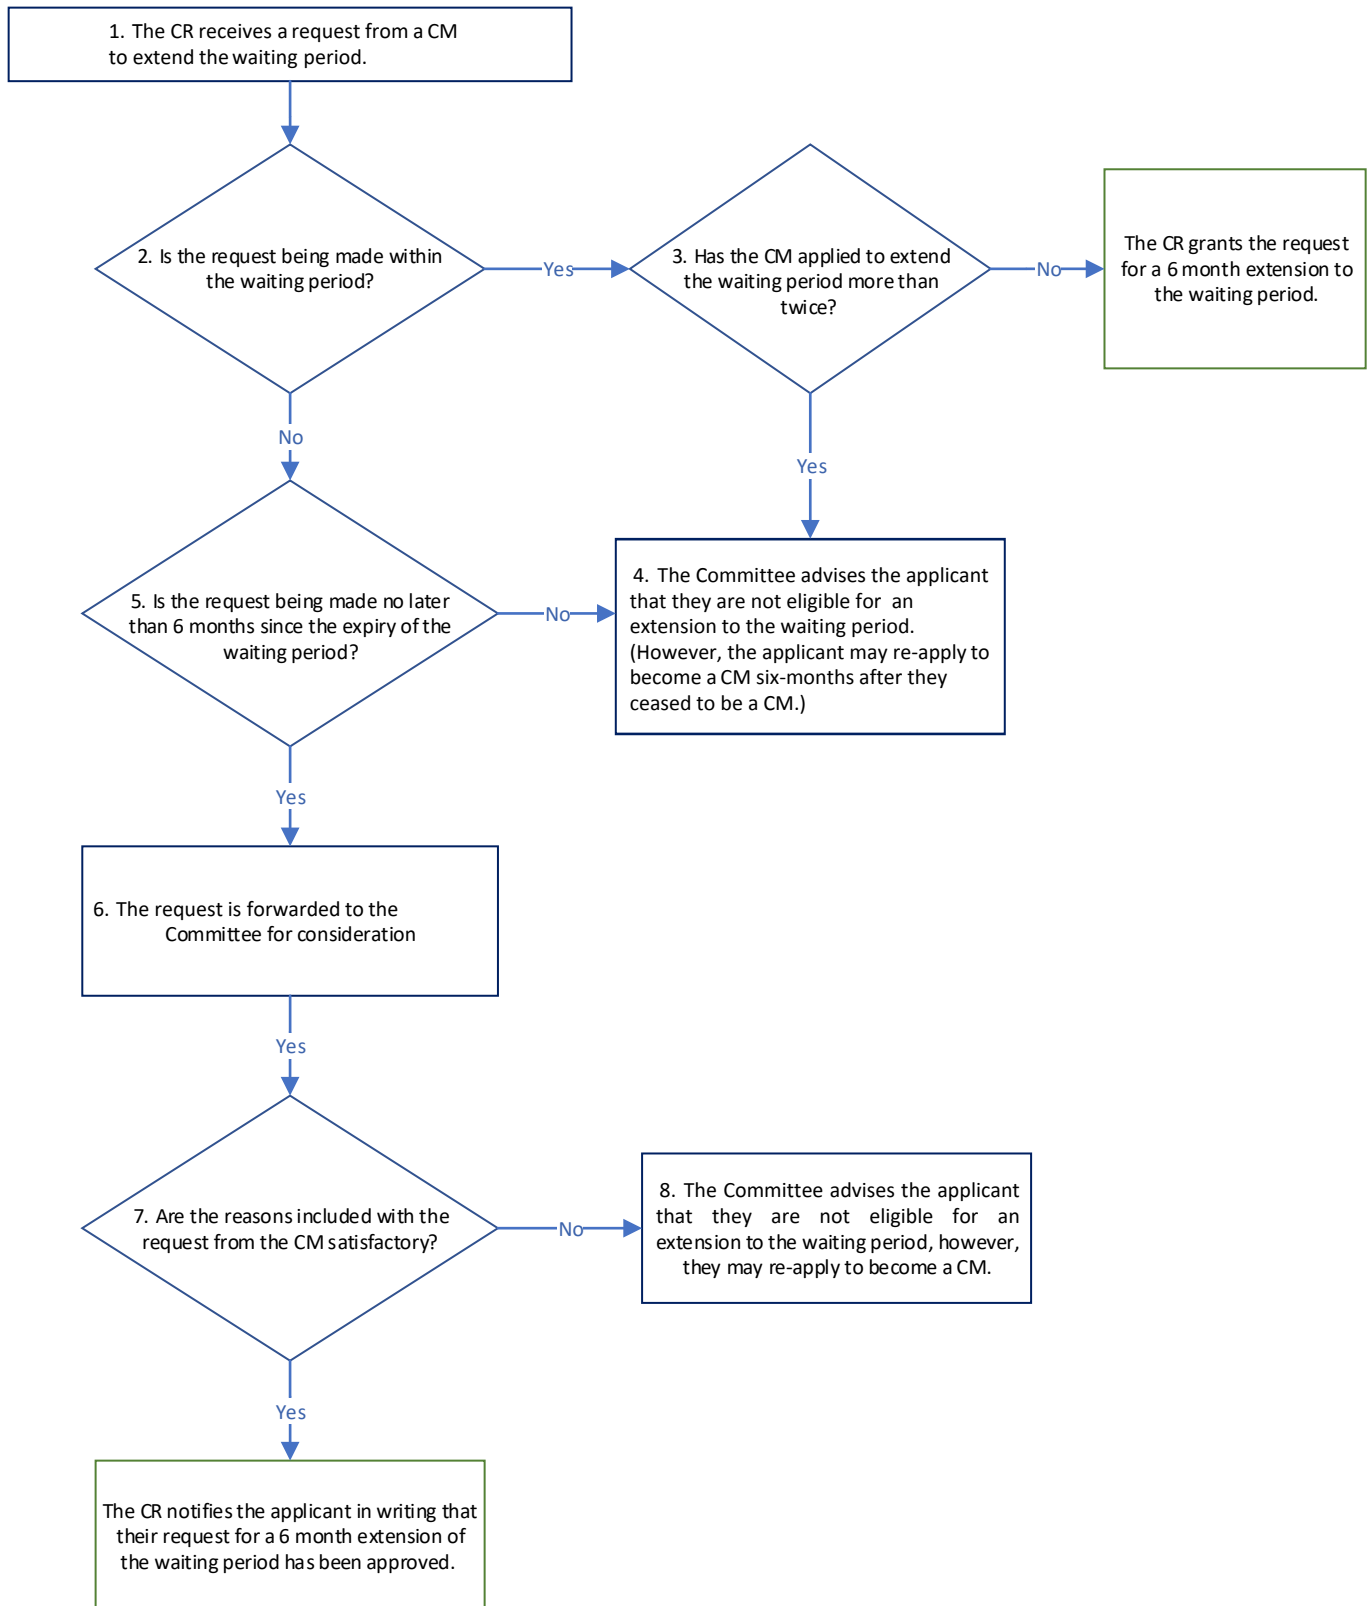 1. The CR receives a request from a CM
to extend the waiting period.
2. Is the request being made within
the waiting period?
Yes
3. Has the CM applied to extend
the waiting period more than
twice?
No
The CR grants the request
for a 6 month extension to
the waiting period.
No
Yes
5. Is the request being made no later
than 6 months since the expiry of the
waiting period?
No
4. The Committee advises the applicant
that they are not eligible for an
extension to the waiting period.
(However, the applicant may re-apply to
become a CM six-months after they
ceased to be a CM.)
Yes
6. The request is forwarded to the
Committee for consideration
Yes
7. Are the reasons included with the
request from the CM satisfactory?
No
8. The Committee advises the applicant
that they are not eligible for an
extension to the waiting period, however,
they may re-apply to become a CM.
Yes
The CR notifies the applicant in writing that
their request for a 6 month extension of
the waiting period has been approved.